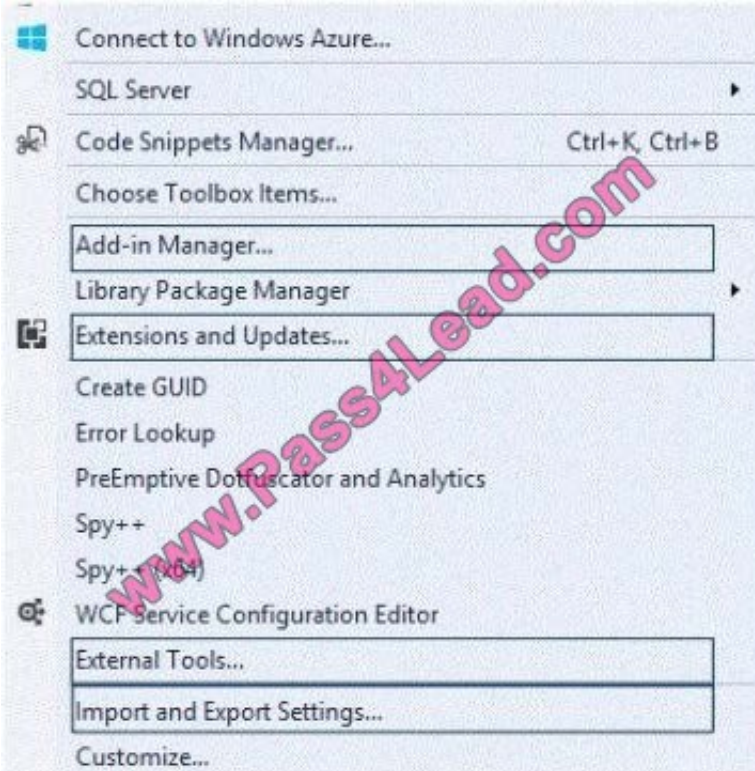 Connect to Windows Azure...
SQL Server
Code Snippets Manager... Ctrl+K, Ctrl+B
Choose Toolbox Items...
Add-in Manager...
Library Package Manager
Extensions and Updates...
Create GUID
Error Lookup
PreEmptive Dotfuscator and Analytics
Spy++
Spy++ (x64)
WCF Service Configuration Editor
External Tools...
Import and Export Settings...
Customize...
www.Pass4Lead.com